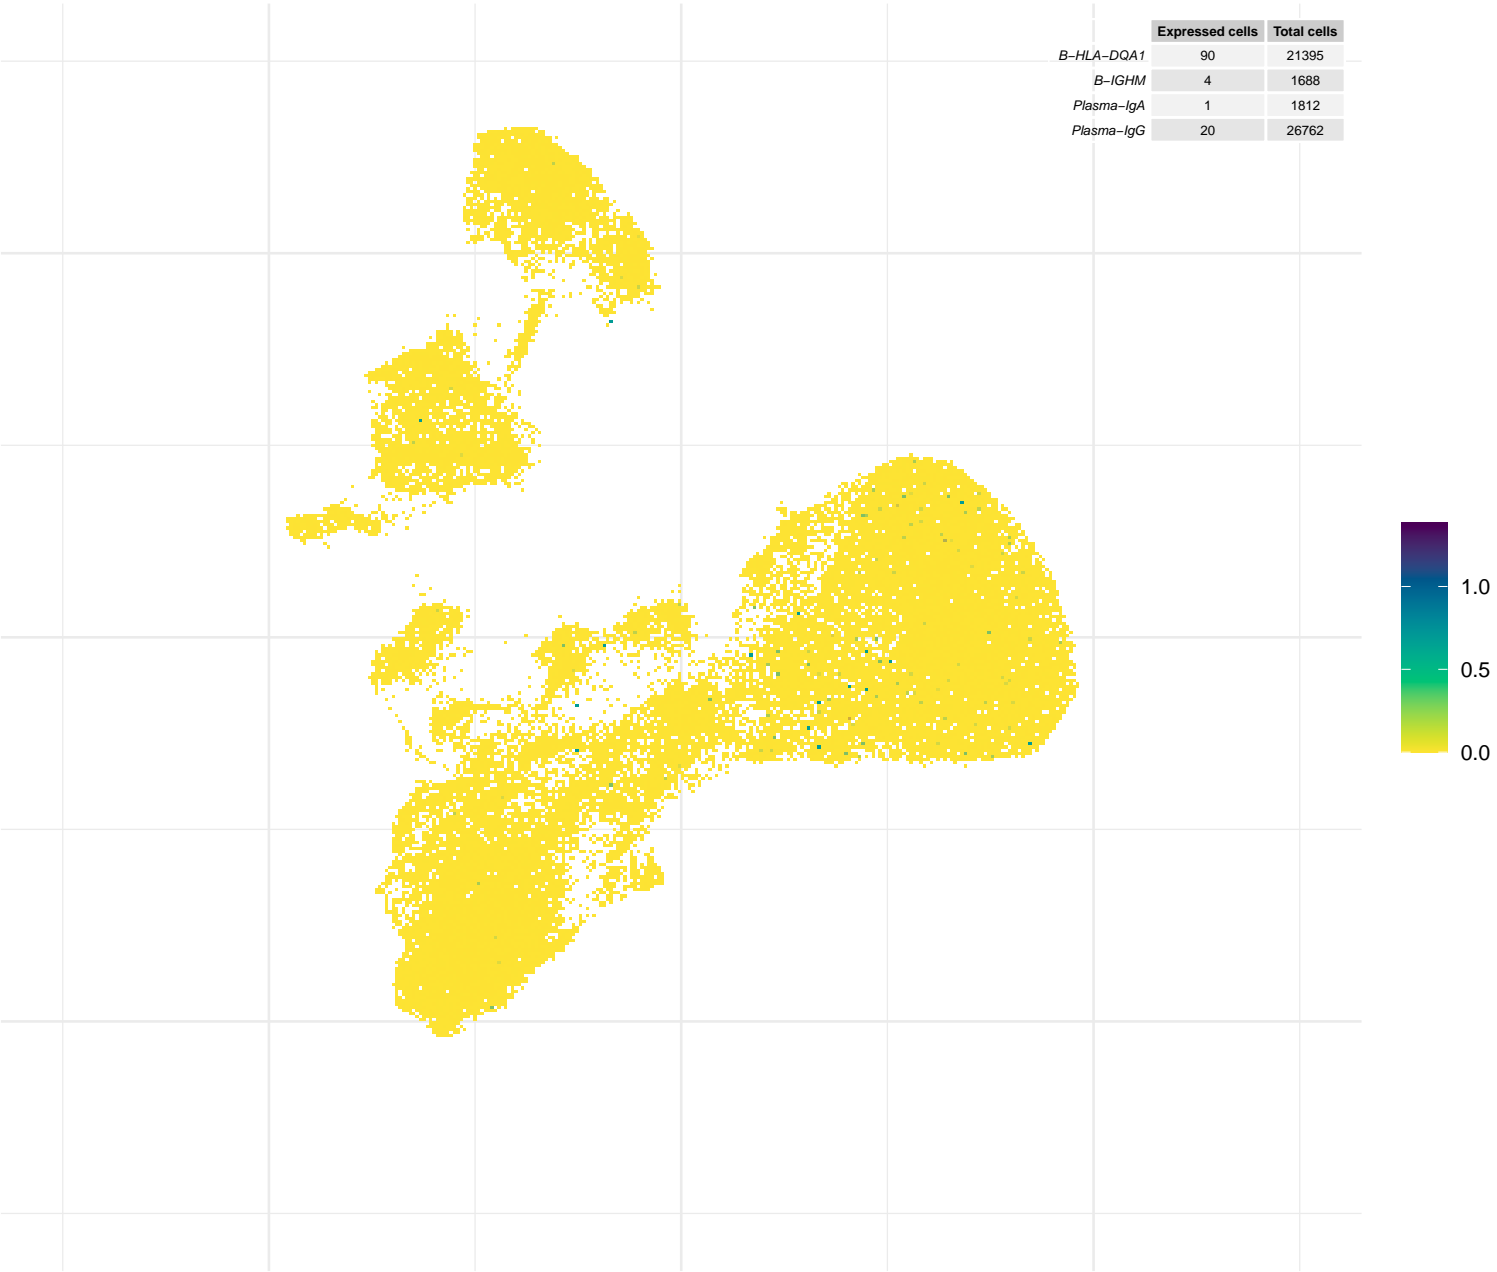 Expressed cells Total cells
B−HLA−DQA1 90 21395
B−IGHM 4 1688
Plasma−IgA 1 1812
Plasma−IgG 20 26762
1.0
0.5
0.0